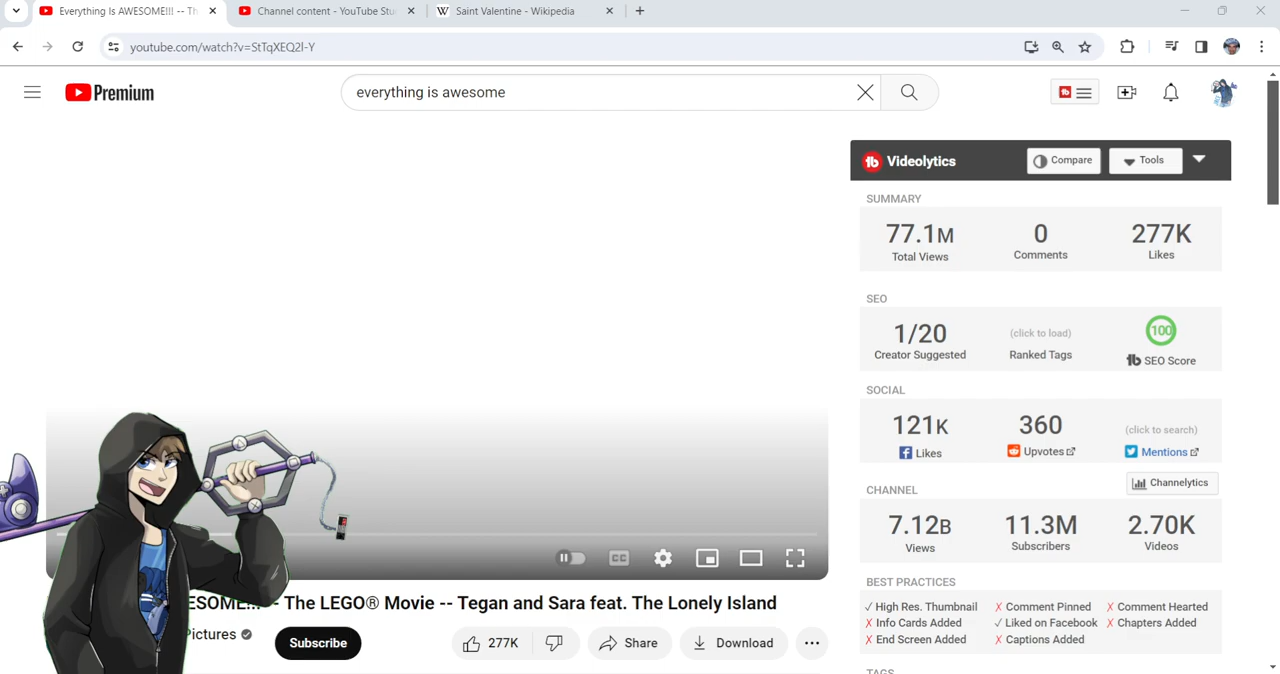 Everything Is AWESOME!!! -- Th
Channel content - YouTube Stu
Saint Valentine - Wikipedia
youtube.com/watch?v=StTqXEQ2l-Y
Premium
everything is awesome
Videolytics
Compare
Tools
SUMMARY
77.1M
0
277K
Total Views
Comments
Likes
SEO
1/20
(click to load)
100
Creator Suggested
Ranked Tags
SEO Score
SOCIAL
121K
360
(click to search)
Likes
Upvotes
Mentions
CHANNEL
Channelytics
7.12B
11.3M
2.70K
Views
Subscribers
Videos
BEST PRACTICES
✓ High Res. Thumbnail
✗ Comment Pinned
✗ Comment Hearted
✗ Info Cards Added
✓ Liked on Facebook
✗ Chapters Added
✗ End Screen Added
✗ Captions Added
TAGS
CC
ESOME!!! -- The LEGO® Movie -- Tegan and Sara feat. The Lonely Island
Pictures
Subscribe
277K
Share
Download